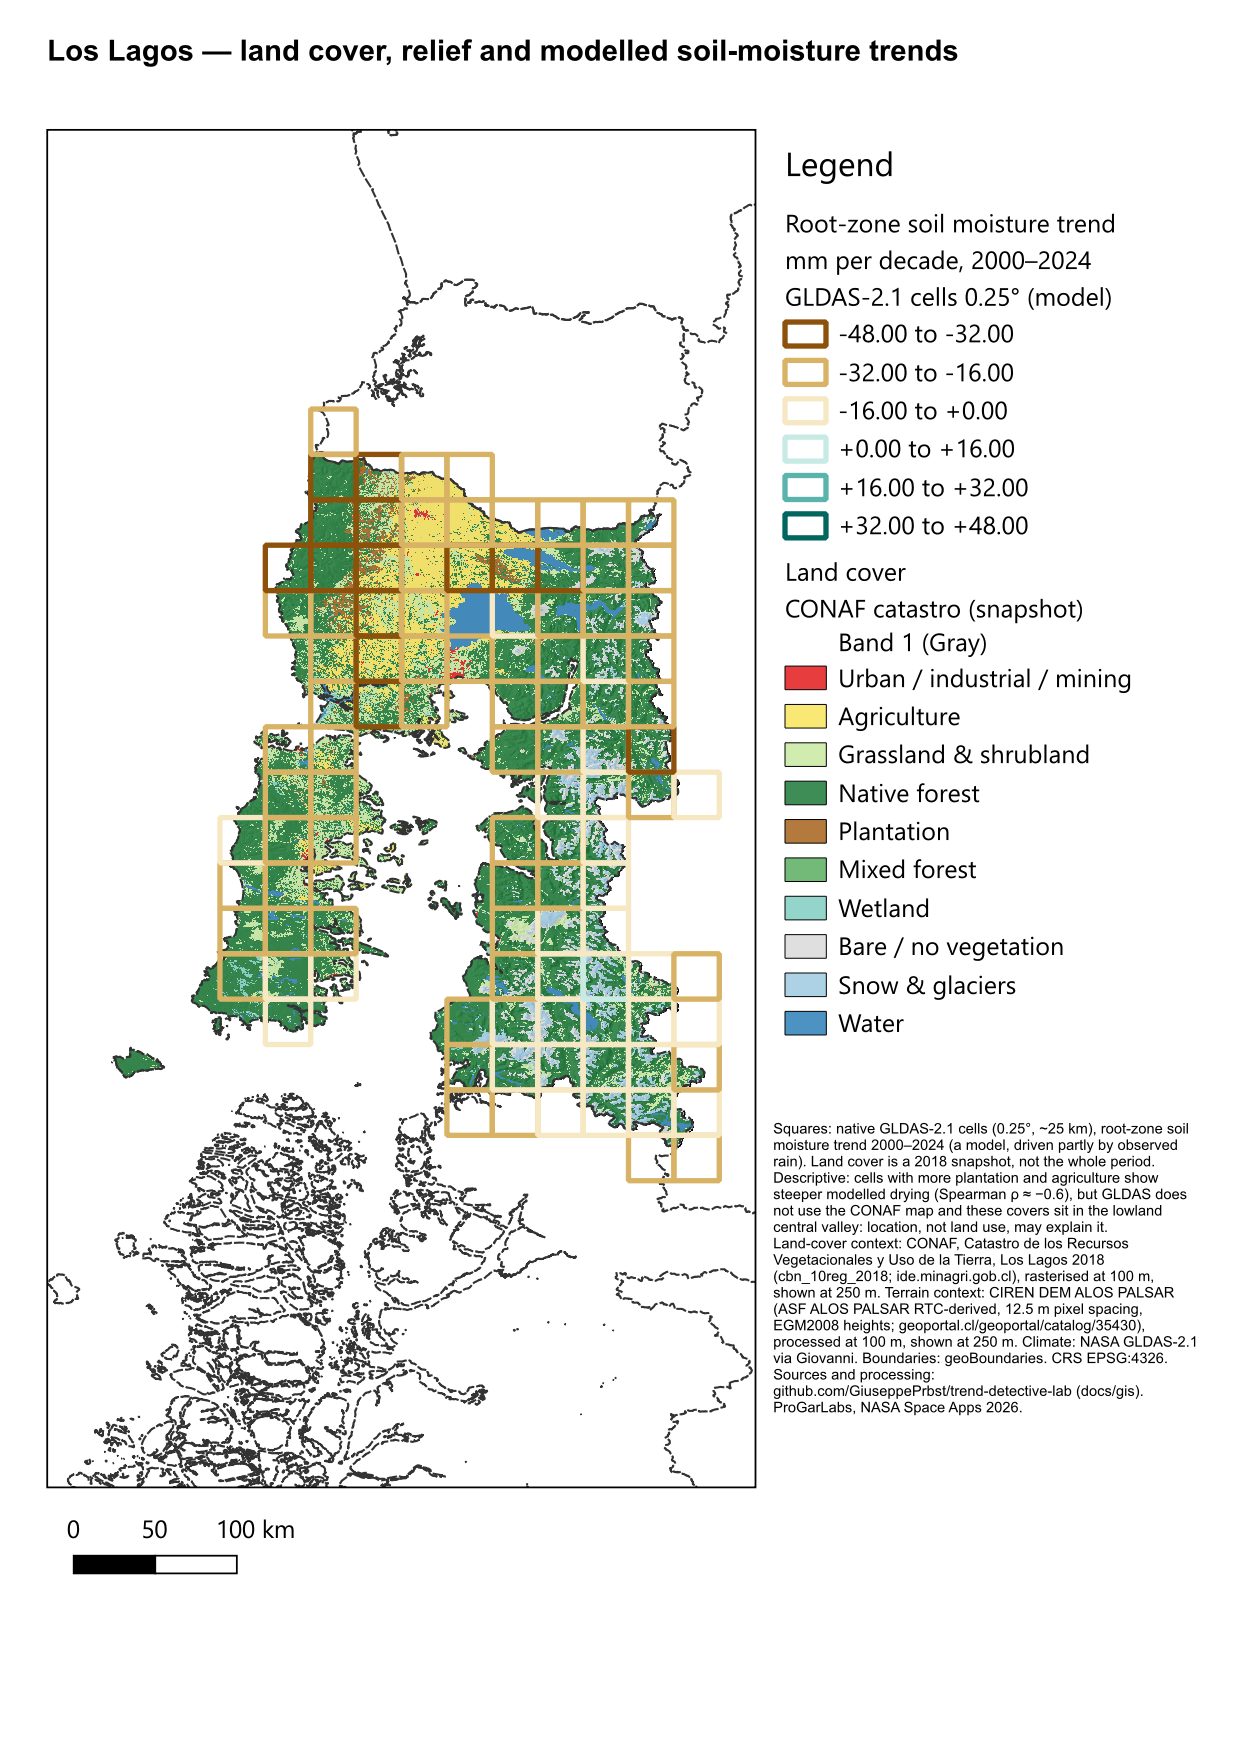 Los Lagos — land cover, relief and modelled soil-moisture trends
Legend
Root-zone soil moisture trend
mm per decade, 2000–2024
GLDAS-2.1 cells 0.25° (model)
-48.00 to -32.00
-32.00 to -16.00
-16.00 to +0.00
+0.00 to +16.00
+16.00 to +32.00
+32.00 to +48.00
Land cover
CONAF catastro (snapshot)
Band 1 (Gray)
Urban / industrial / mining
Agriculture
Grassland & shrubland
Native forest
Plantation
Mixed forest
Wetland
Bare / no vegetation
Snow & glaciers
Water
Squares: native GLDAS-2.1 cells (0.25°, ~25 km), root-zone soil
moisture trend 2000–2024 (a model, driven partly by observed
rain). Land cover is a 2018 snapshot, not the whole period.
Descriptive: cells with more plantation and agriculture show
steeper modelled drying (Spearman ρ ≈ −0.6), but GLDAS does
not use the CONAF map and these covers sit in the lowland
central valley: location, not land use, may explain it.
Land-cover context: CONAF, Catastro de los Recursos
Vegetacionales y Uso de la Tierra, Los Lagos 2018
(cbn_10reg_2018; ide.minagri.gob.cl), rasterised at 100 m,
shown at 250 m. Terrain context: CIREN DEM ALOS PALSAR
(ASF ALOS PALSAR RTC-derived, 12.5 m pixel spacing,
EGM2008 heights; geoportal.cl/geoportal/catalog/35430),
processed at 100 m, shown at 250 m. Climate: NASA GLDAS-2.1
via Giovanni. Boundaries: geoBoundaries. CRS EPSG:4326.
Sources and processing:
github.com/GiuseppePrbst/trend-detective-lab (docs/gis).
ProGarLabs, NASA Space Apps 2026.
0 50 100 km